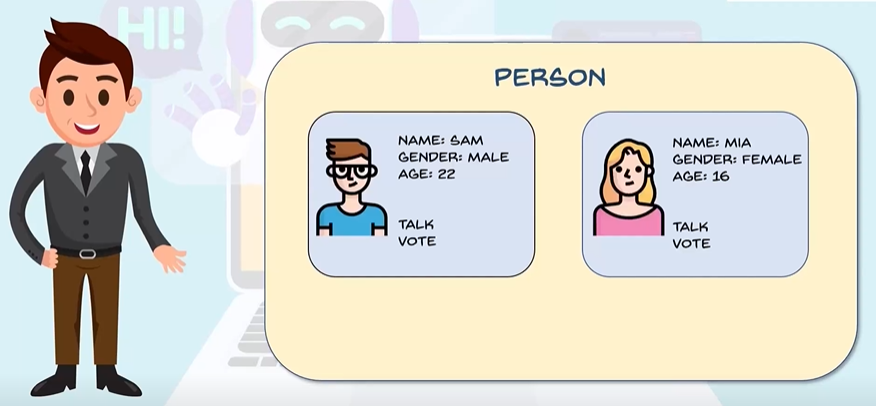 HI!
PERSON
NAME: SAM
GENDER: MALE
AGE: 22
TALK
VOTE
NAME: MIA
GENDER: FEMALE
AGE: 16
TALK
VOTE